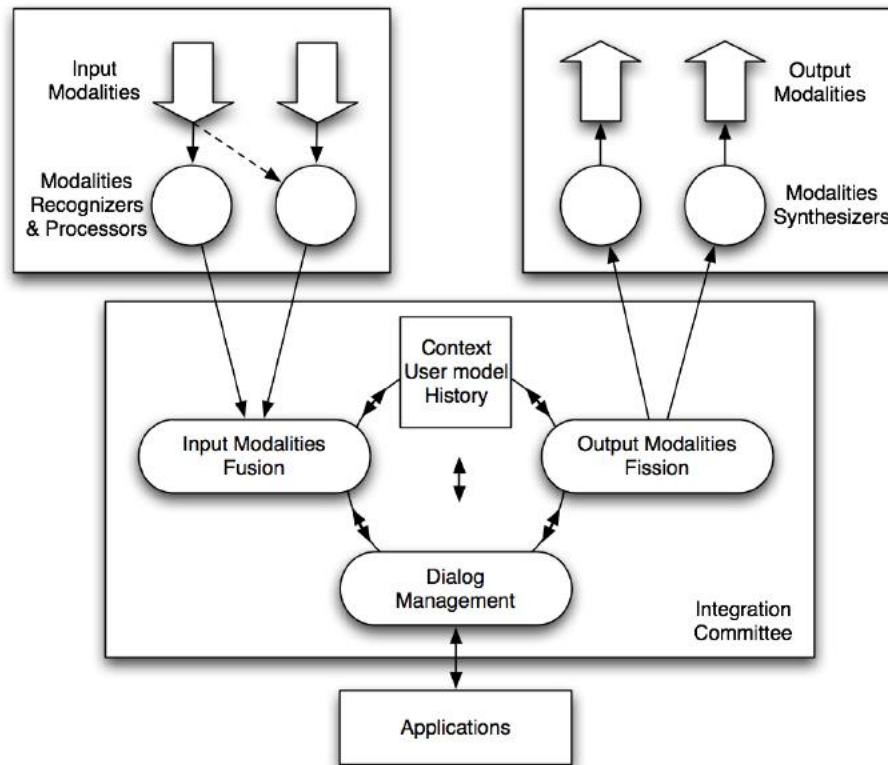 Input
Modalities
Modalities
Recognizers
& Processors
Output
Modalities
Modalities
Synthesizers
Context
User model
History
Input Modalities
Fusion
Output Modalities
Fission
Dialog
Management
Integration
Committee
Applications